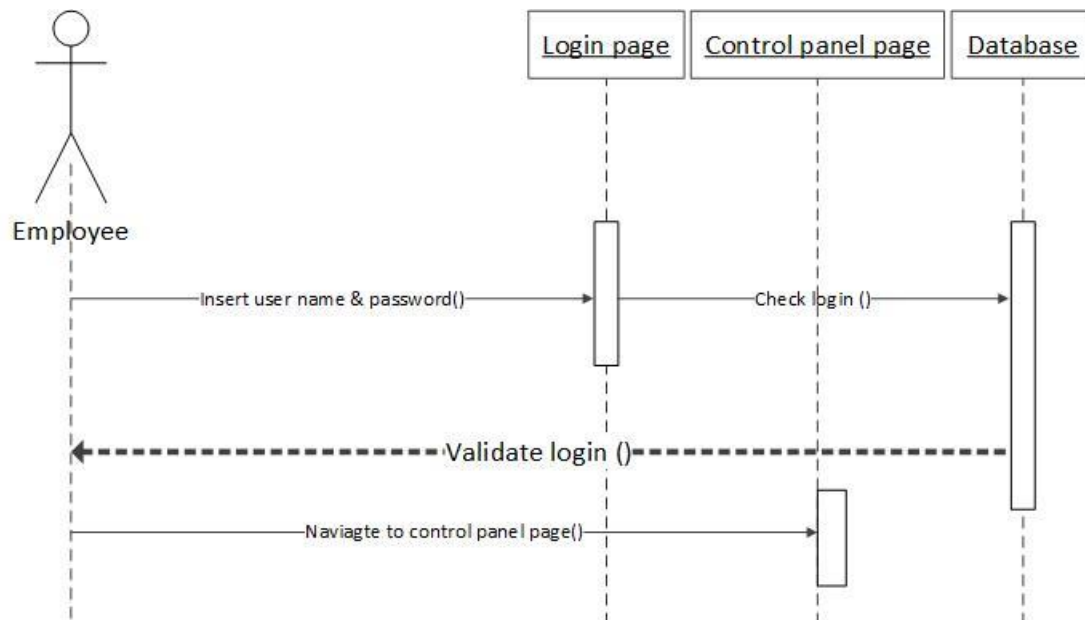 Login page
Control panel page
Database
Employee
Insert user name & password()
Check login ()
Validate login ()
Naviagte to control panel page()